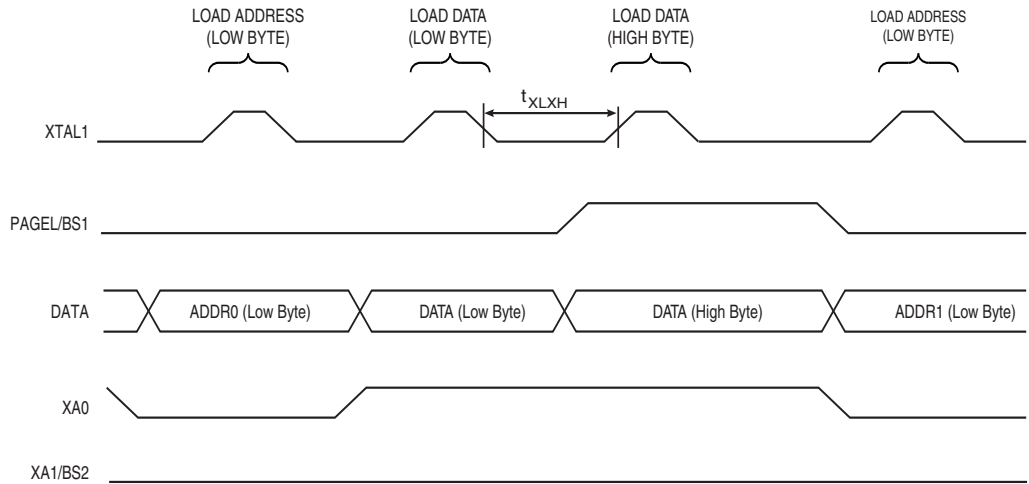 LOAD ADDRESS
(LOW BYTE)
LOAD DATA
(LOW BYTE)
LOAD DATA
(HIGH BYTE)
LOAD ADDRESS
(LOW BYTE)
tXLXH
XTAL1
PAGEL/BS1
DATA
ADDR0 (Low Byte)
DATA (Low Byte)
DATA (High Byte)
ADDR1 (Low Byte)
XA0
XA1/BS2